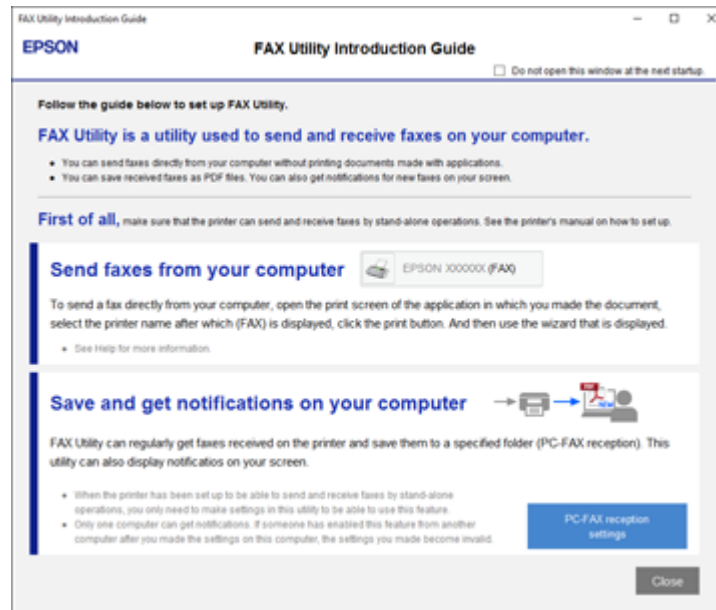 FAX Utility Introduction Guide
EPSON
FAX Utility Introduction Guide
Do not open this window at the next startup.
Follow the guide below to set up FAX Utility.
FAX Utility is a utility used to send and receive faxes on your computer.
• You can send faxes directly from your computer without printing documents made with applications.
• You can save received faxes as PDF files. You can also get notifications for new faxes on your screen.
First of all, make sure that the printer can send and receive faxes by stand-alone operations. See the printer's manual on how to set up.
Send faxes from your computer
EPSON XXXXXX (FAX)
To send a fax directly from your computer, open the print screen of the application in which you made the document,
select the printer name after which (FAX) is displayed, click the print button. And then use the wizard that is displayed.
• See Help for more information.
Save and get notifications on your computer
PDF
NEW
FAX Utility can regularly get faxes received on the printer and save them to a specified folder (PC-FAX reception). This
utility can also display notificatios on your screen.
• When the printer has been set up to be able to send and receive faxes by stand-alone
operations, you only need to make settings in this utility to be able to use this feature.
• Only one computer can get notifications. If someone has enabled this feature from another
computer after you made the settings on this computer, the settings you made become invalid.
PC-FAX reception
settings
Close